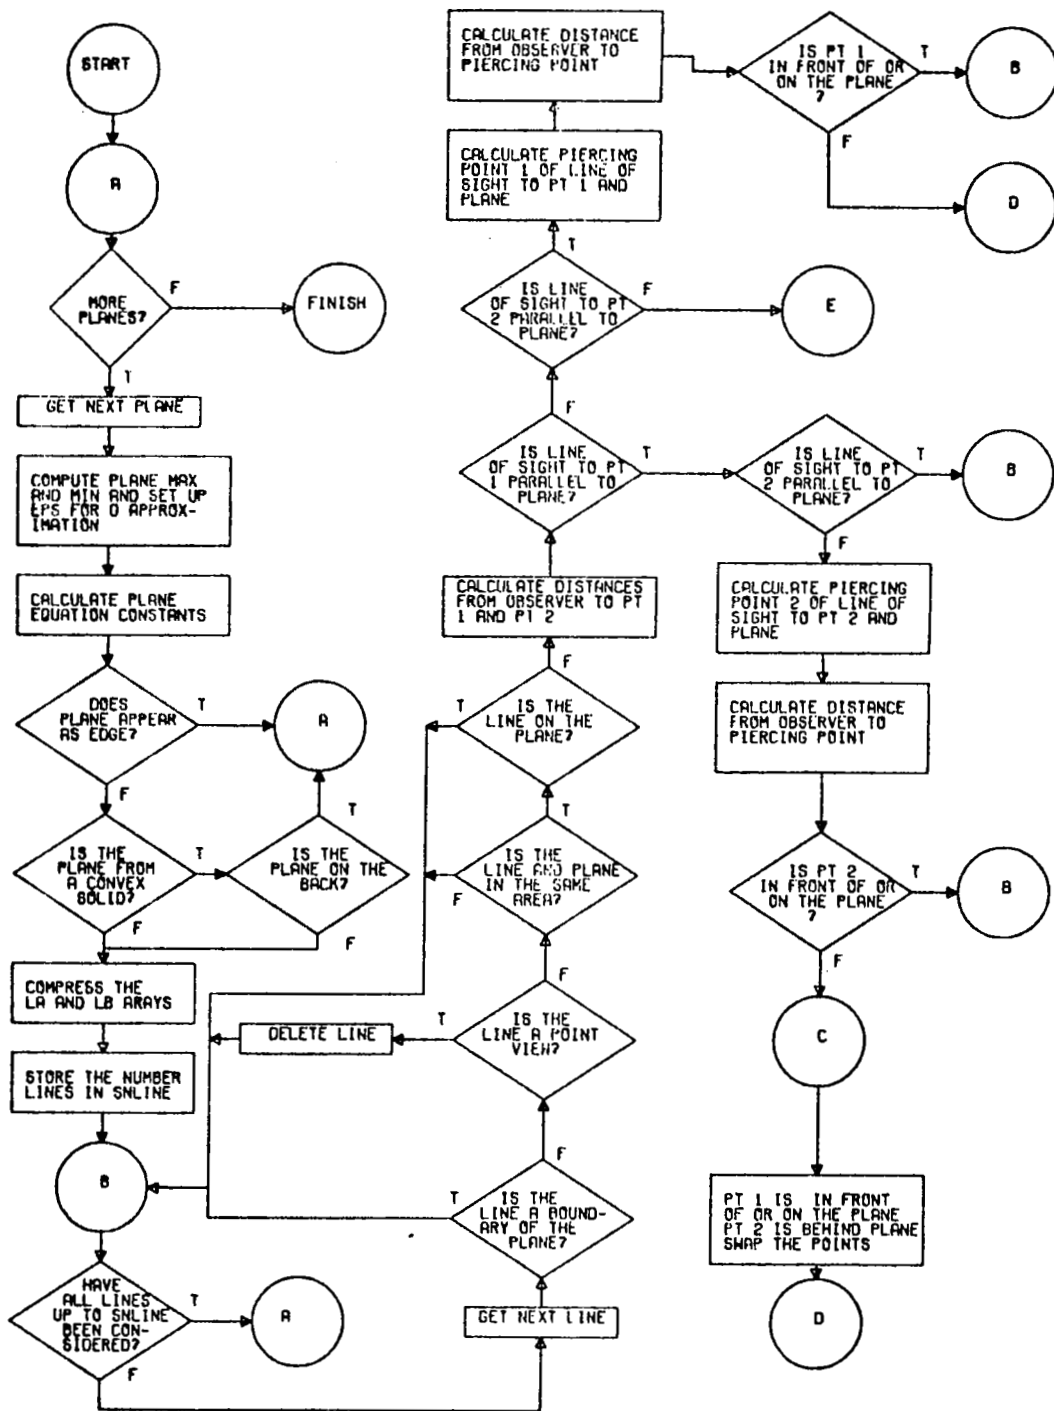 START
A
MORE
PLANES?
F
FINISH
T
GET NEXT PLANE
COMPUTE PLANE MAX
AND MIN AND SET UP
EPS FOR 0 APPROX-
IMATION
CALCULATE PLANE
EQUATION CONSTANTS
DOES
PLANE APPEAR
AS EDGE?
T
A
F
T
IS THE
PLANE FROM
A CONVEX
SOLID?
T
IS THE
PLANE ON THE
BACK?
F
F
COMPRESS THE
LA AND LB ARAYS
STORE THE NUMBER
LINES IN SNLINE
B
HAVE
ALL LINES
UP TO SNLINE
BEEN CON-
SIDERED?
T
A
F
GET NEXT LINE
IS THE
LINE A BOUND-
ARY OF THE
PLANE?
T
F
IS THE
LINE A POINT
VIEW?
T
DELETE LINE
F
IS THE
LINE AND PLANE
IN THE SAME
AREA?
F
T
IS THE
LINE ON THE
PLANE?
T
F
CALCULATE DISTANCES
FROM OBSERVER TO PT
1 AND PT 2
IS LINE
OF SIGHT TO PT
1 PARALLEL TO
PLANE?
T
F
IS LINE
OF SIGHT TO PT
2 PARALLEL TO
PLANE?
F
E
T
CALCULATE PIERCING
POINT 1 OF LINE OF
SIGHT TO PT 1 AND
PLANE
CALCULATE DISTANCE
FROM OBSERVER TO
PIERCING POINT
IS PT 1
IN FRONT OF OR
ON THE PLANE
?
T
B
F
D
IS LINE
OF SIGHT TO PT
2 PARALLEL TO
PLANE?
T
B
F
CALCULATE PIERCING
POINT 2 OF LINE OF
SIGHT TO PT 2 AND
PLANE
CALCULATE DISTANCE
FROM OBSERVER TO
PIERCING POINT
IS PT 2
IN FRONT OF OR
ON THE PLANE
?
T
B
F
C
PT 1 IS IN FRONT
OF OR ON THE PLANE
PT 2 IS BEHIND PLANE
SWAP THE POINTS
D